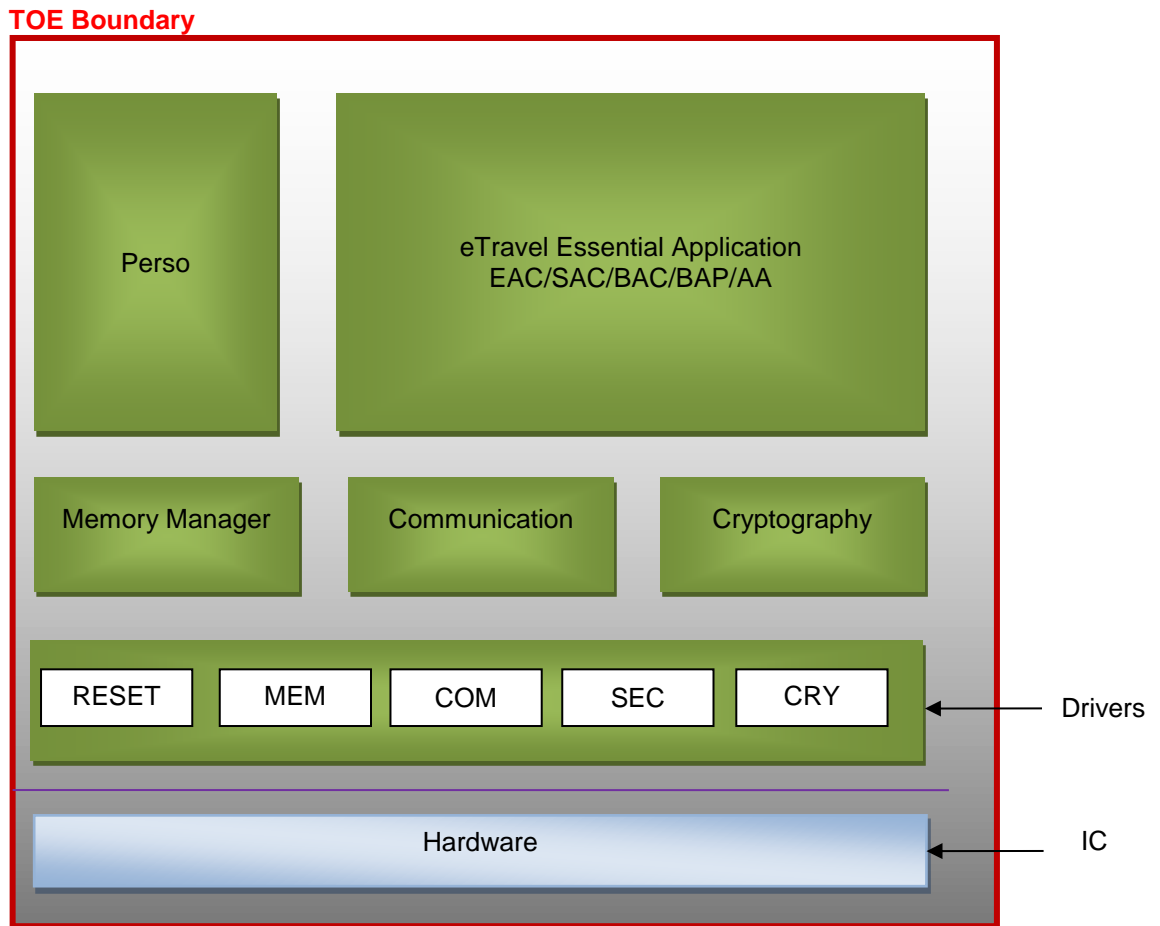 TOE Boundary
Perso
eTravel Essential Application
EAC/SAC/BAC/BAP/AA
Memory Manager
Communication
Cryptography
RESET
MEM
COM
SEC
CRY
Drivers
Hardware
IC